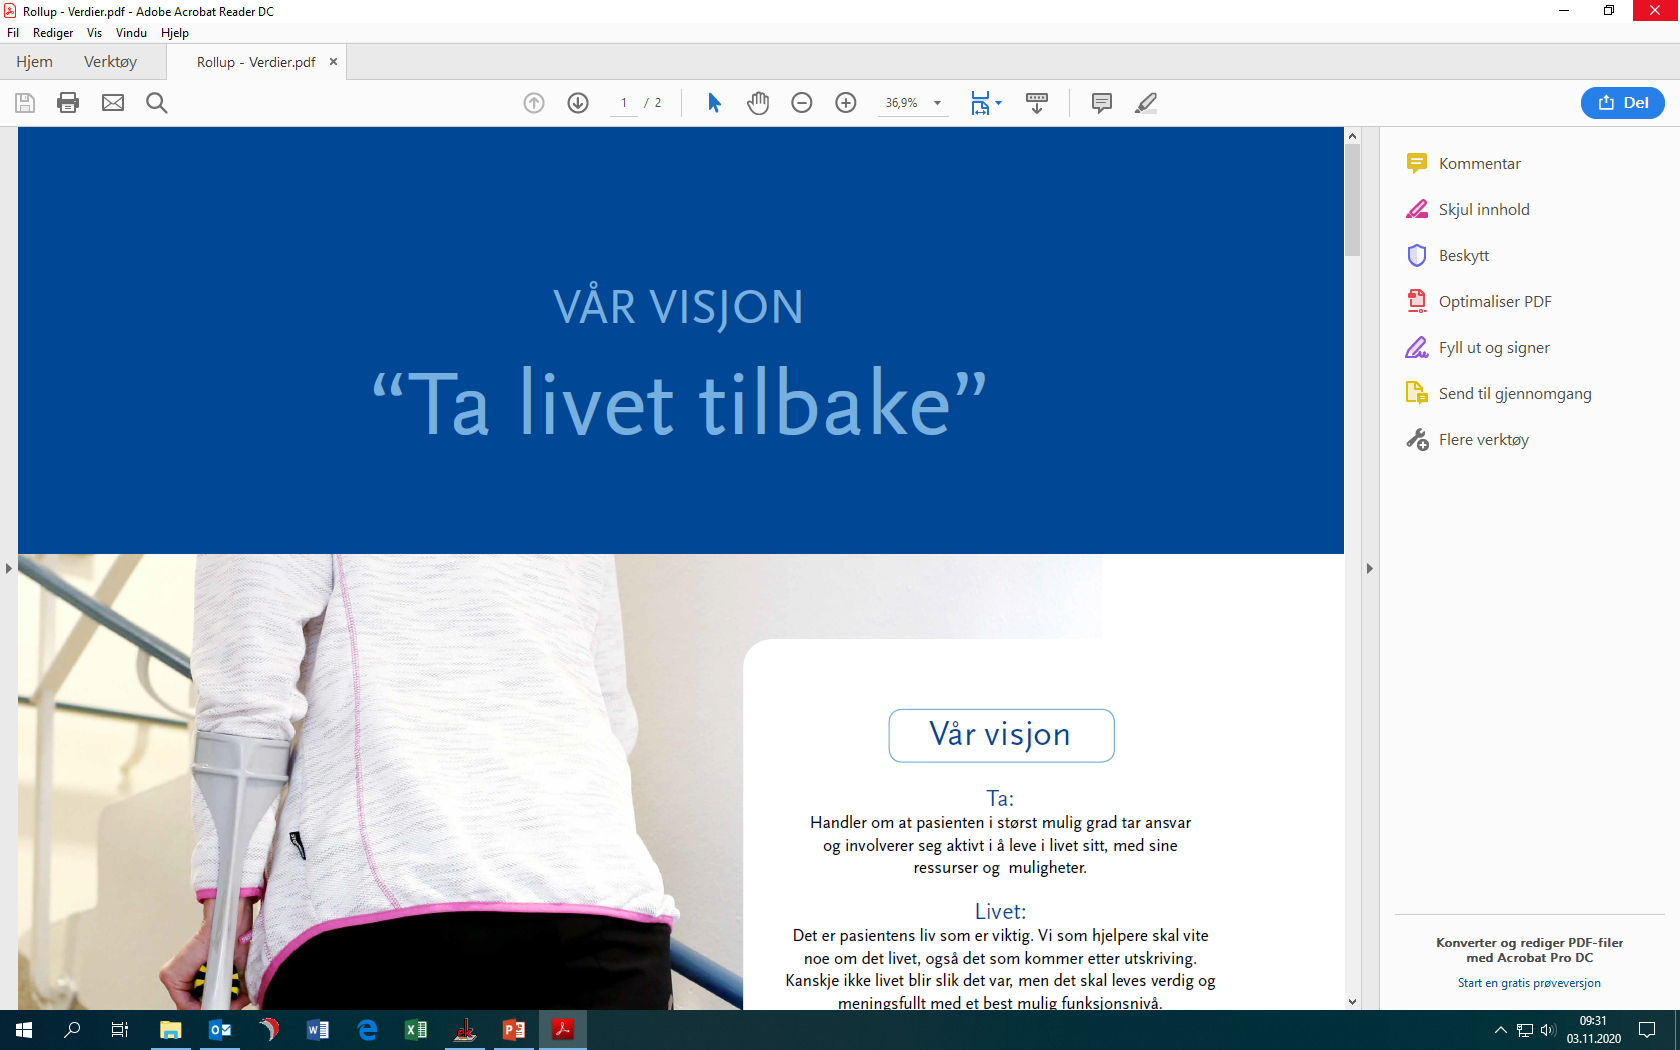 Rollup - Verdier.pdf - Adobe Acrobat Reader DC
Fil Rediger Vis Vindu Hjelp
Hjem Verktøy Rollup - Verdier.pdf
1 / 2 36,9% Del
VÅR VISJON
“Ta livet tilbake”
Vår visjon
Ta:
Handler om at pasienten i størst mulig grad tar ansvar
og involverer seg aktivt i å leve i livet sitt, med sine
ressurser og muligheter.
Livet:
Det er pasientens liv som er viktig. Vi som hjelpere skal vite
noe om det livet, også det som kommer etter utskriving.
Kanskje ikke livet blir slik det var, men det skal leves verdig og
meningsfullt med et best mulig funksjonsnivå.
Kommentar
Skjul innhold
Beskytt
Optimaliser PDF
Fyll ut og signer
Send til gjennomgang
Flere verktøy
Konverter og rediger PDF-filer
med Acrobat Pro DC
Start en gratis prøveversjon
09:31
03.11.2020